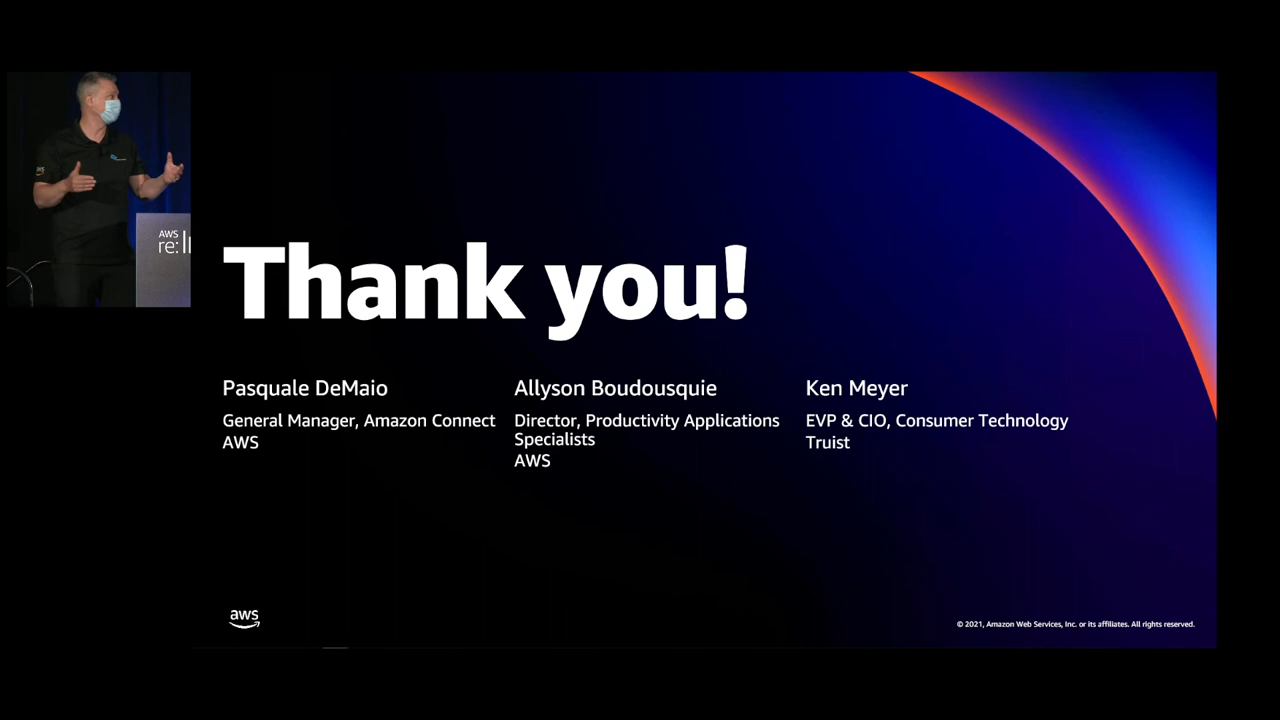 AWS
re:I
Thank you!
Pasquale DeMaio
General Manager, Amazon Connect
AWS
Allyson Boudousquie
Director, Productivity Applications
Specialists
AWS
Ken Meyer
EVP & CIO, Consumer Technology
Truist
aws
© 2021, Amazon Web Services, Inc. or its affiliates. All rights reserved.